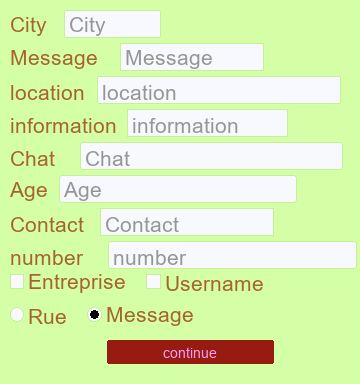 City City
Message Message
location location
information information
Chat Chat
Age Age
Contact Contact
number number
Entreprise Username
Rue Message
continue